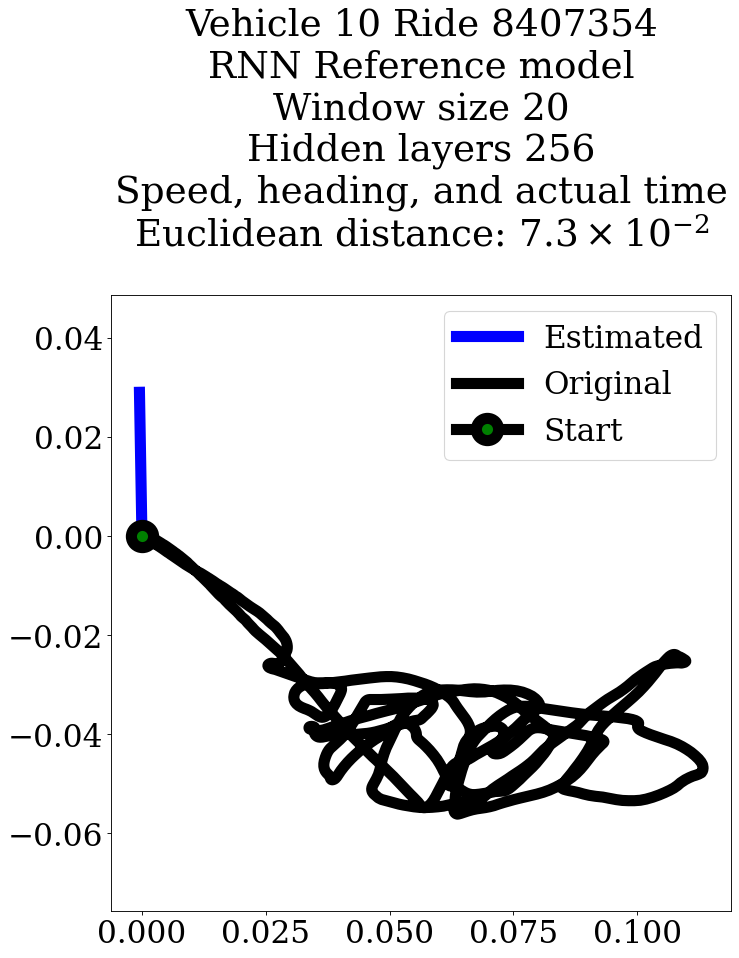 Vehicle 10 Ride 8407354
RNN Reference model
Window size 20
Hidden layers 256
Speed, heading, and actual time
Euclidean distance: 7.3 × 10⁻²
Estimated
Original
Start
0.04
0.02
0.00
−0.02
−0.04
−0.06
0.000 0.025 0.050 0.075 0.100